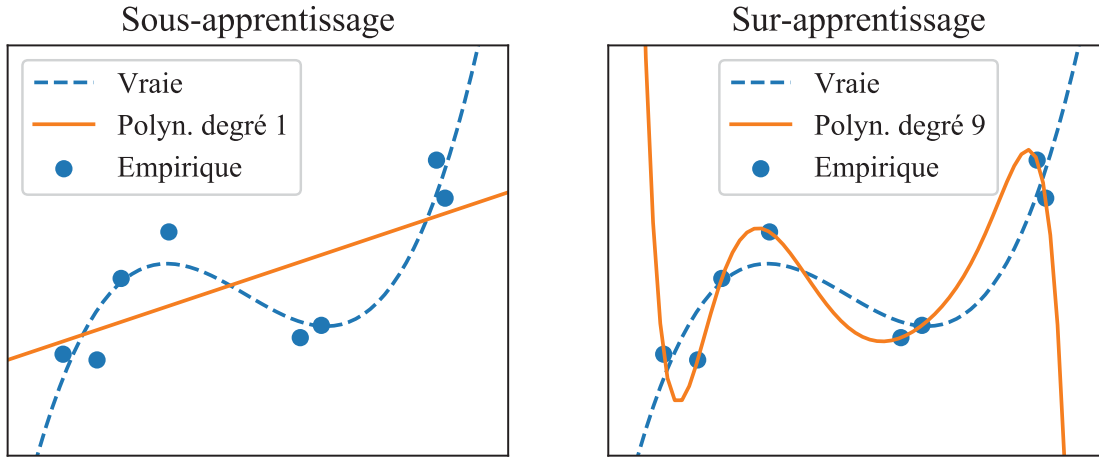 Sous-apprentissage
Vraie
Polyn. degré 1
Empirique
Sur-apprentissage
Vraie
Polyn. degré 9
Empirique